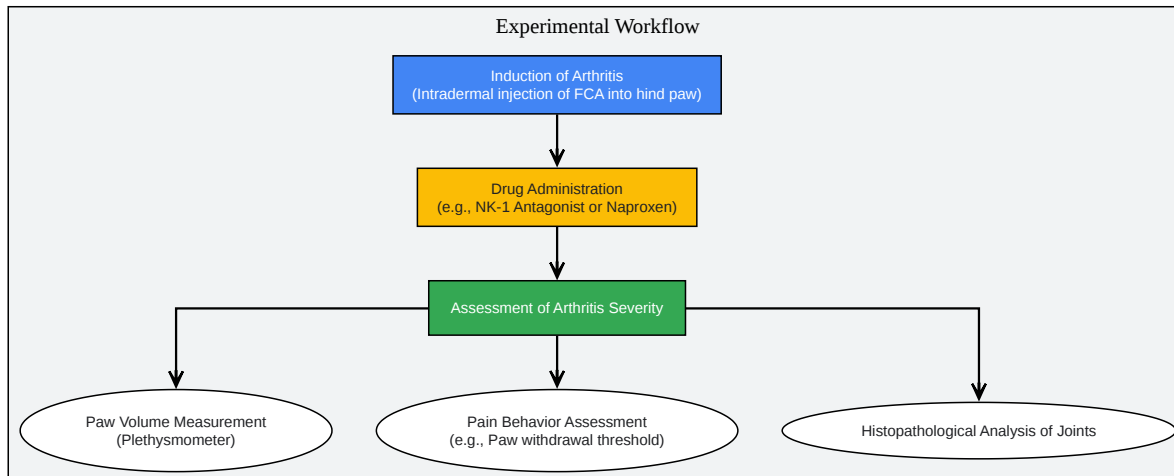 Experimental Workflow
Induction of Arthritis
(Intradermal injection of FCA into hind paw)
Drug Administration
(e.g., NK-1 Antagonist or Naproxen)
Assessment of Arthritis Severity
Paw Volume Measurement
(Plethysmometer)
Pain Behavior Assessment
(e.g., Paw withdrawal threshold)
Histopathological Analysis of Joints